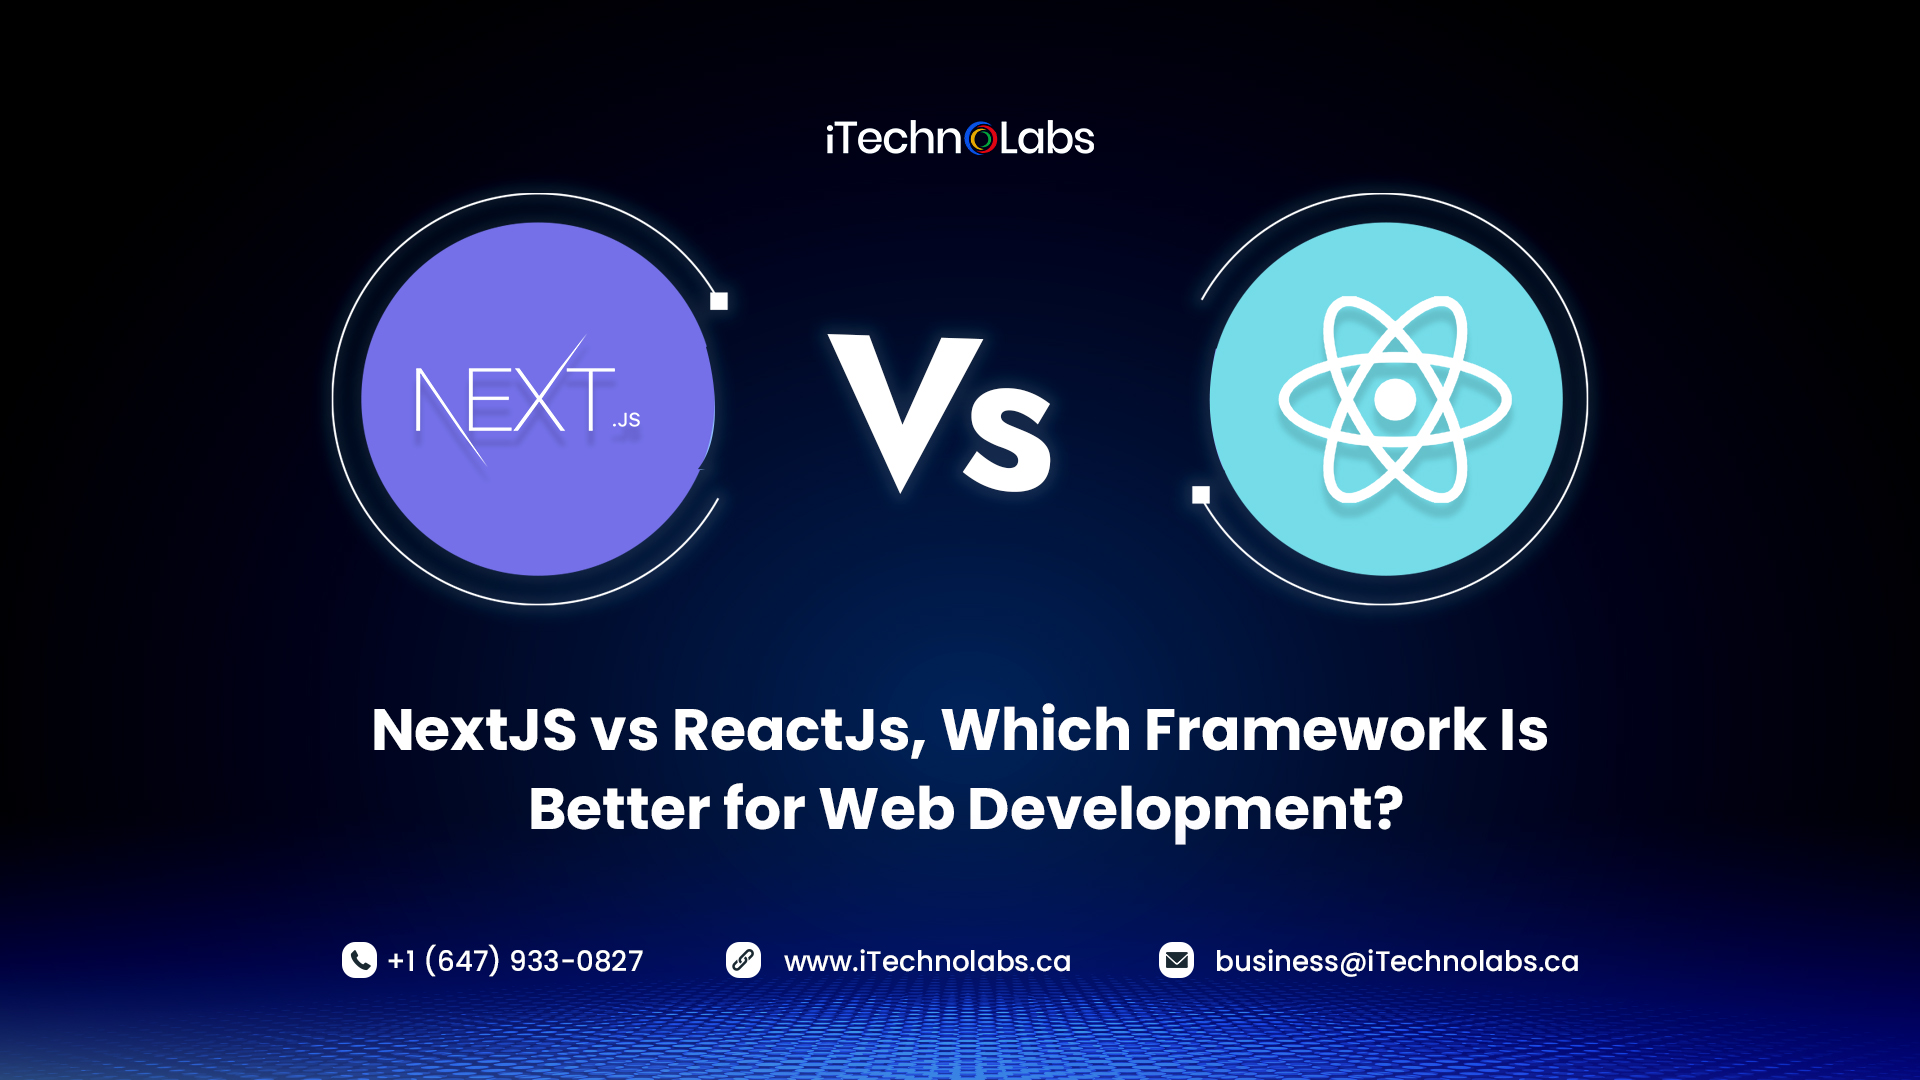 iTechnoLabs
NEXT.JS
Vs
NextJS vs ReactJs, Which Framework Is
Better for Web Development?
+1 (647) 933-0827
www.iTechnolabs.ca
business@iTechnolabs.ca